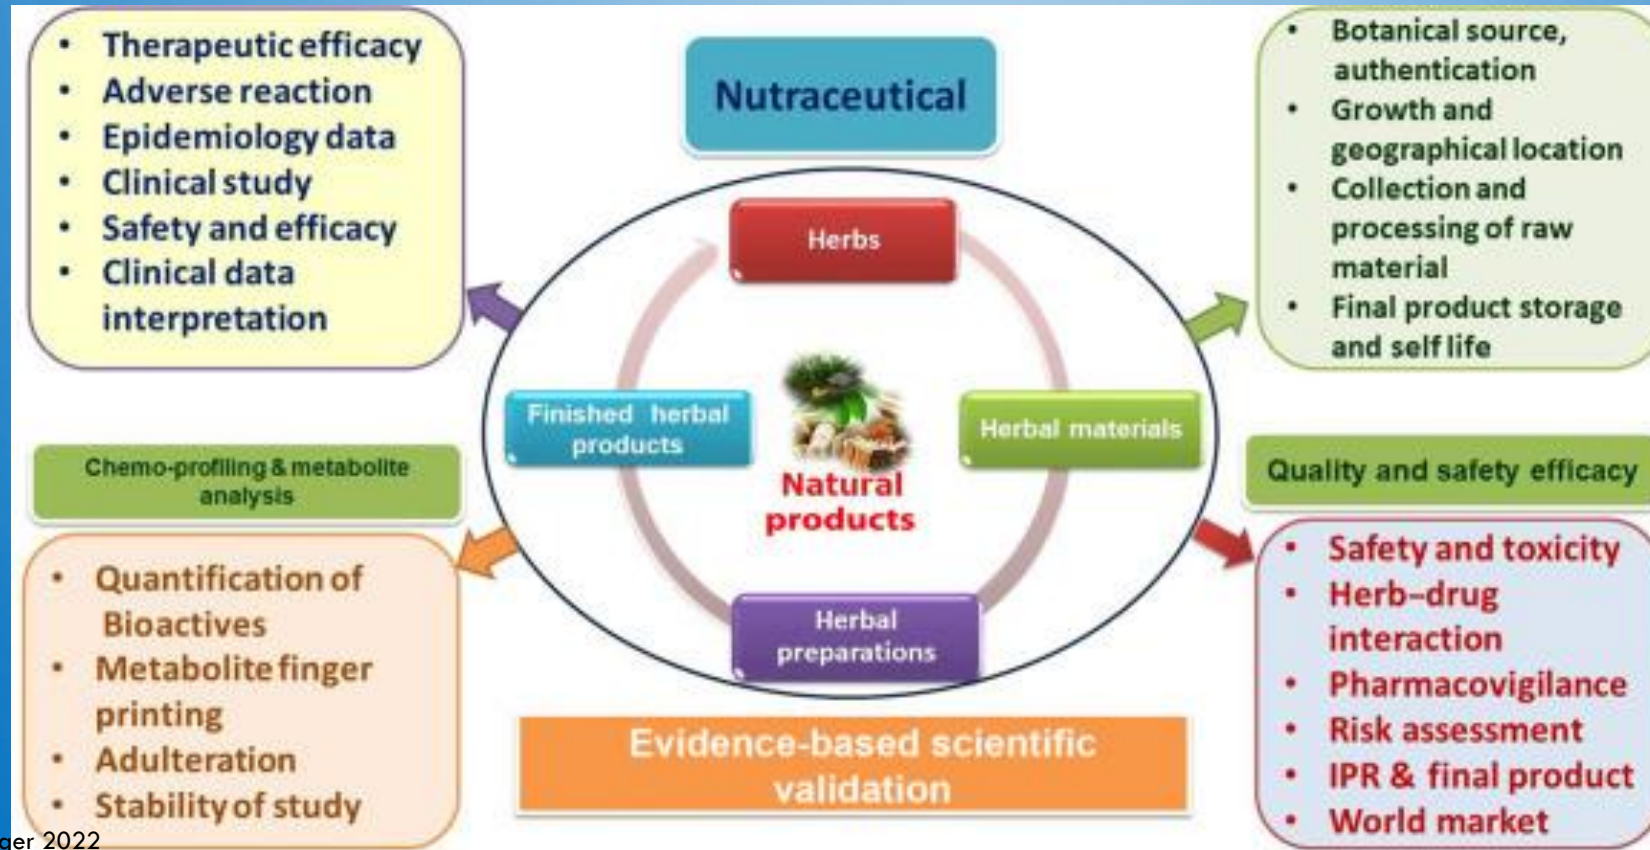 • Therapeutic efficacy
• Adverse reaction
• Epidemiology data
• Clinical study
• Safety and efficacy
• Clinical data
interpretation
Nutraceutical
• Botanical source,
authentication
• Growth and
geographical location
• Collection and
processing of raw
material
• Final product storage
and self life
Herbs
Finished herbal
products
Herbal materials
Natural
products
Herbal
preparations
Chemo-profiling & metabolite
analysis
Quality and safety efficacy
• Quantification of
Bioactives
• Metabolite finger
printing
• Adulteration
• Stability of study
Evidence-based scientific
validation
• Safety and toxicity
• Herb–drug
interaction
• Pharmacovigilance
• Risk assessment
• IPR & final product
• World market
2022